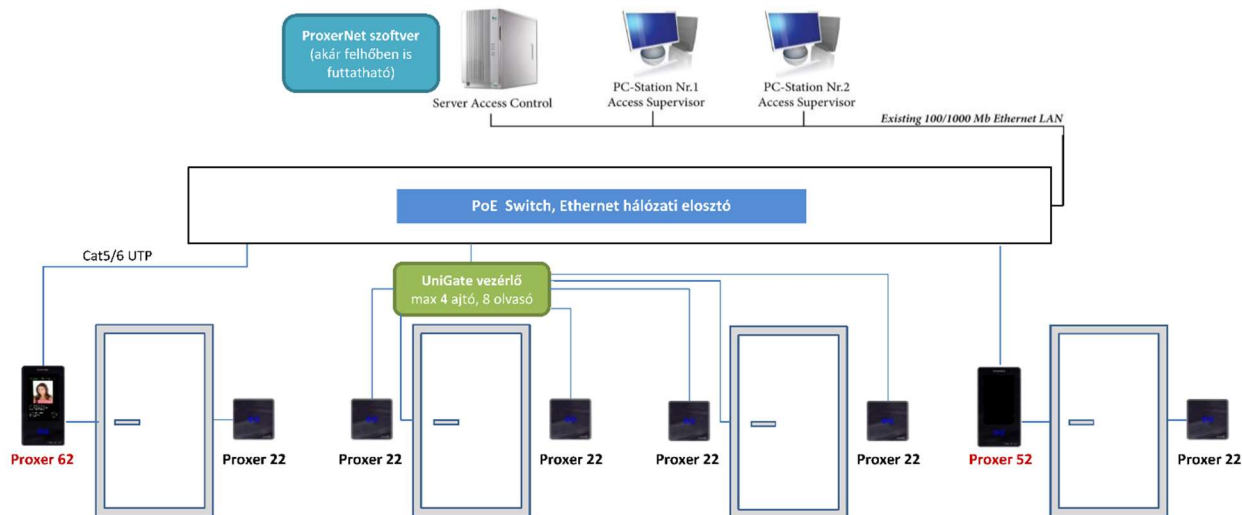 ProxerNet szoftver
(akár felhőben is
futtatható)
Server Access Control
PC-Station Nr.1
Access Supervisor
PC-Station Nr.2
Access Supervisor
Existing 100/1000 Mb Ethernet LAN
PoE Switch, Ethernet hálózati elosztó
Cat5/6 UTP
UniGate vezérlő
max 4 ajtó, 8 olvasó
Proxer 62
Proxer 22
Proxer 22
Proxer 22
Proxer 22
Proxer 22
Proxer 52
Proxer 22